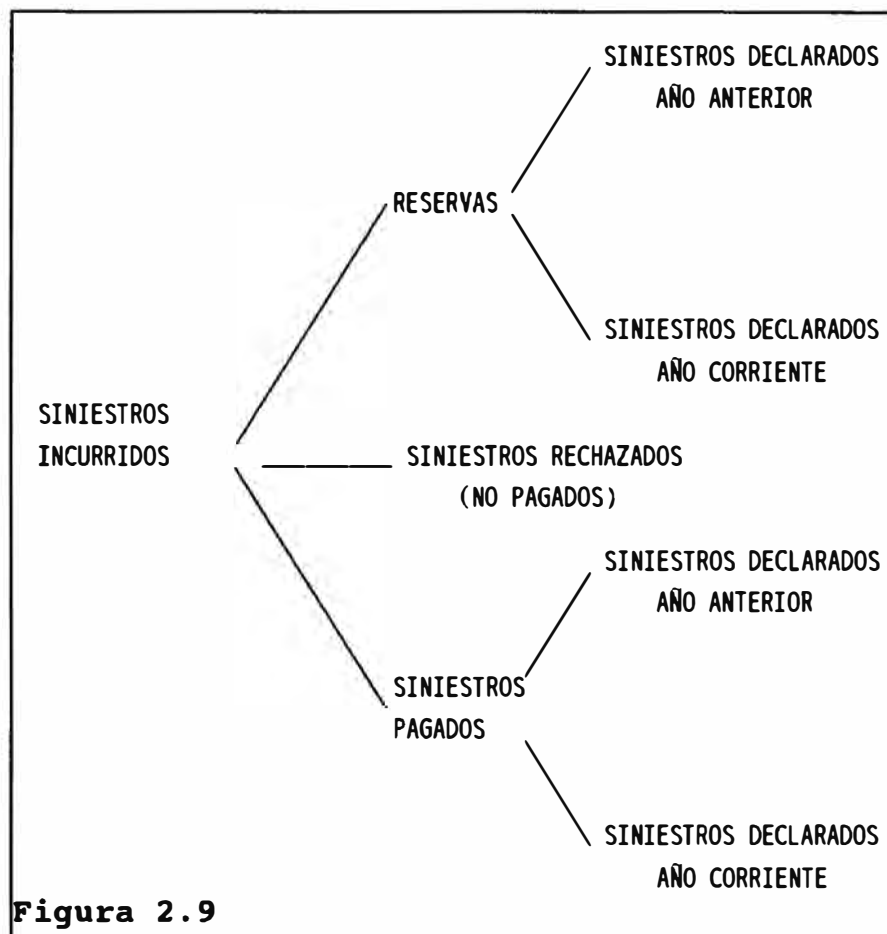 SINIESTROS DECLARADOS
AÑO ANTERIOR
RESERVAS
SINIESTROS DECLARADOS
AÑO CORRIENTE
SINIESTROS
INCURRIDOS
SINIESTROS RECHAZADOS
(NO PAGADOS)
SINIESTROS DECLARADOS
AÑO ANTERIOR
SINIESTROS
PAGADOS
SINIESTROS DECLARADOS
AÑO CORRIENTE
Figura 2.9